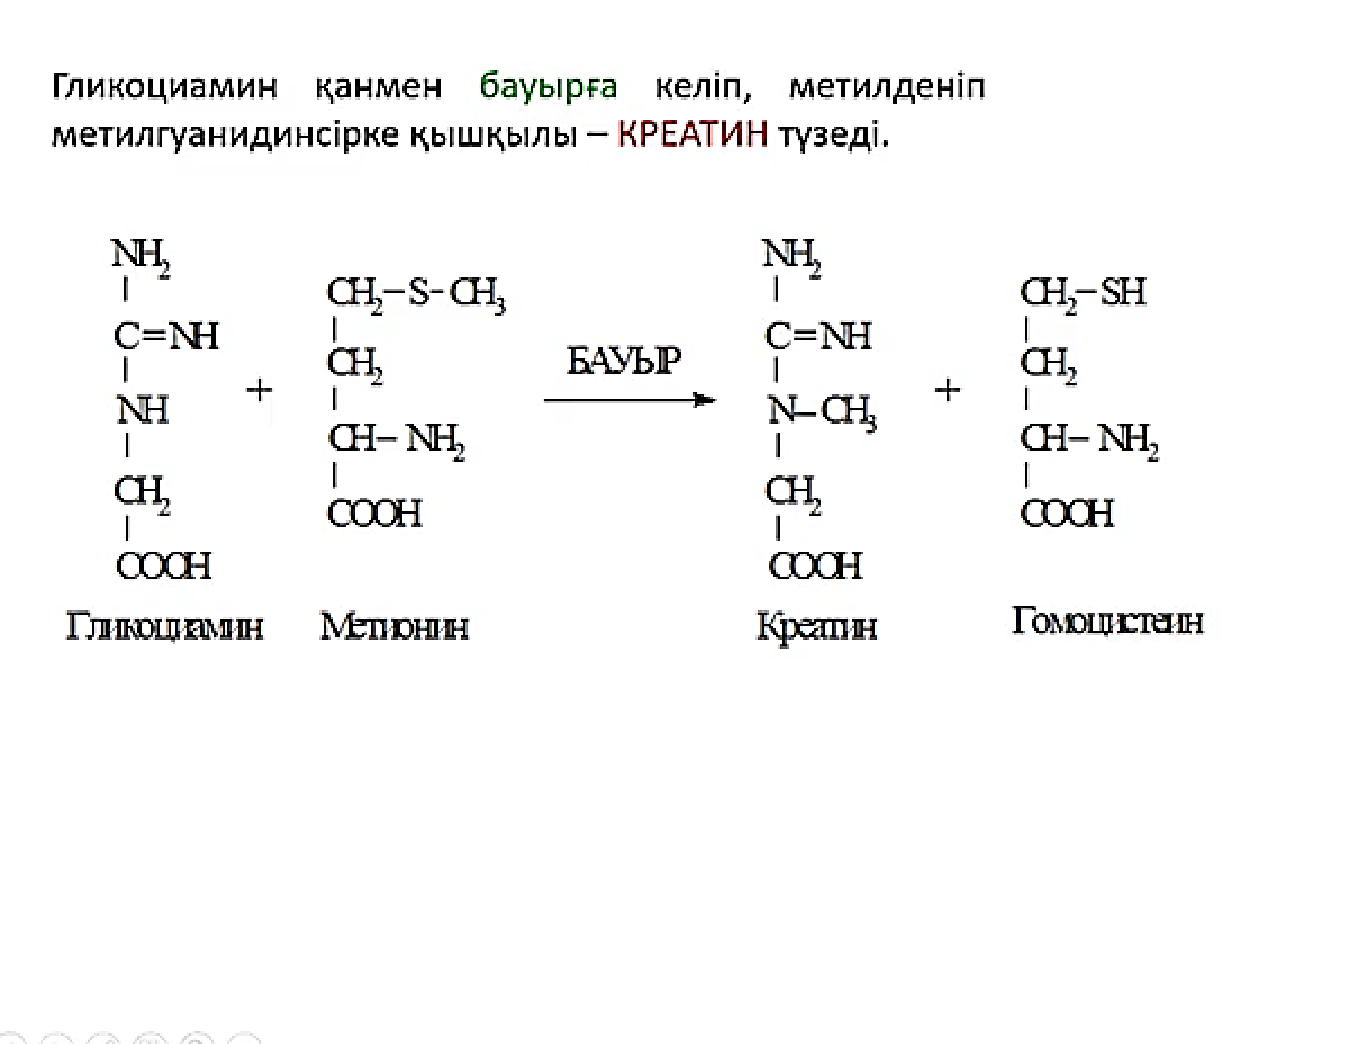 Гликоциамин қанмен бауырға келіп, метилденіп
метилгуанидинсірке қышқылы – КРЕАТИН түзеді.
NH₂
C=NH
NH
CH₂
COOH
Гликоциамин
+
CH₂–S–CH₃
CH₂
CH–NH₂
COOH
Метионин
БАУЫР
NH₂
C=NH
N–CH₃
CH₂
COOH
Креатин
+
CH₂–SH
CH₂
CH–NH₂
COOH
Гомоцистеин